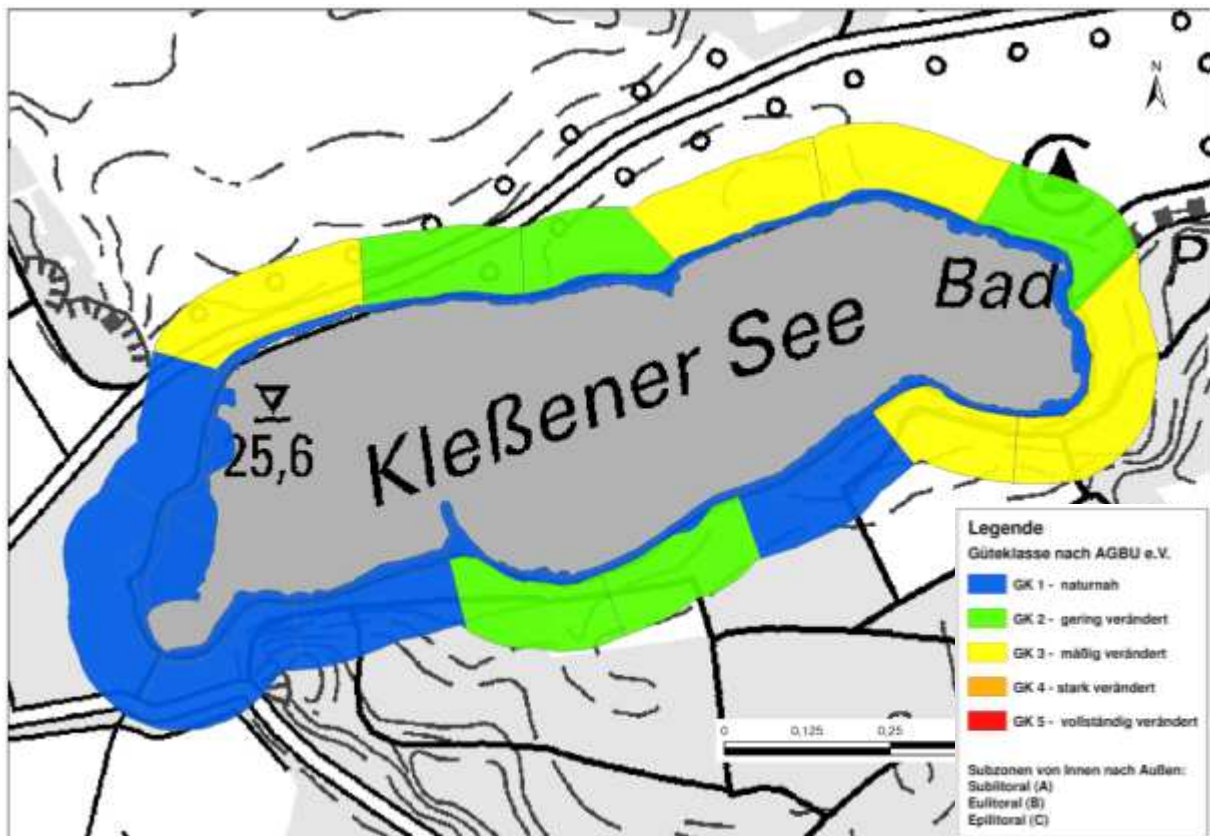 N
Bad
P
Kleßener See
25,6
0 0,125 0,25
Legende
Güteklasse nach AGBU e.V.
GK 1 - naturnah
GK 2 - gering verändert
GK 3 - mäßig verändert
GK 4 - stark verändert
GK 5 - vollständig verändert
Subzonen von Innen nach Außen:
Sublitoral (A)
Eulitoral (B)
Epilitoral (C)